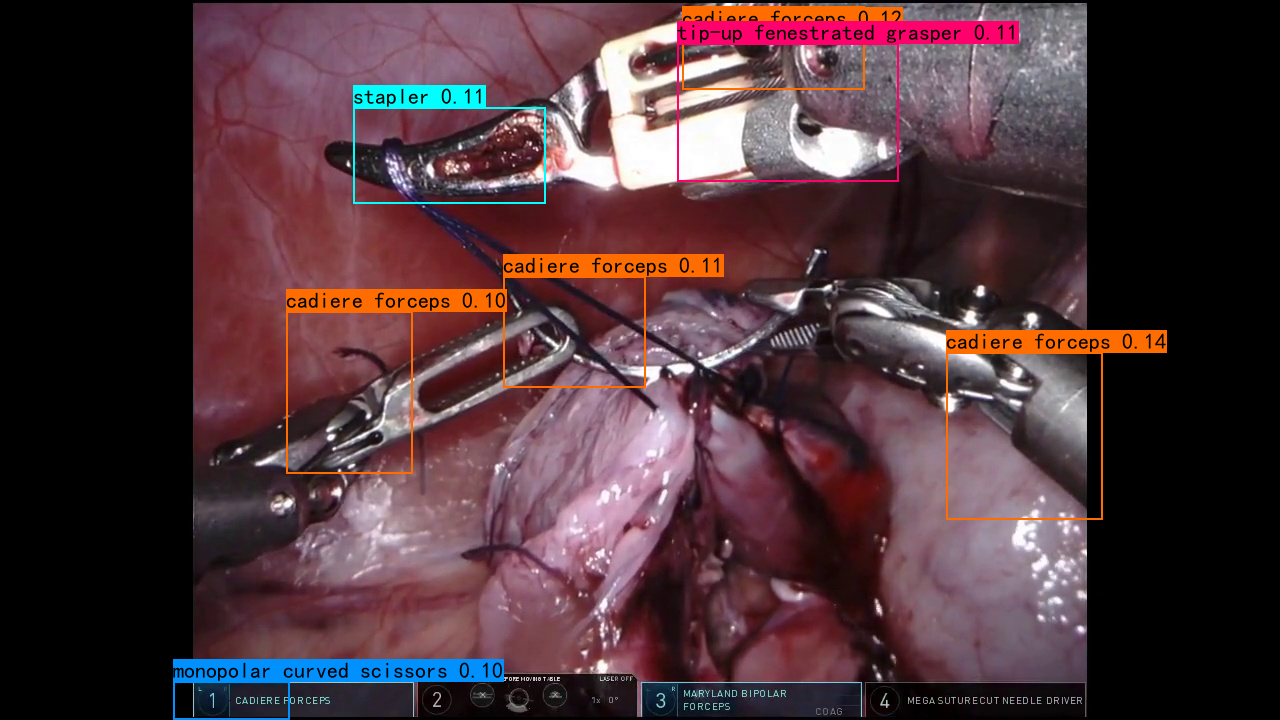 cadiere forceps 0.12
tip-up fenestrated grasper 0.11
stapler 0.11
cadiere forceps 0.11
cadiere forceps 0.10
cadiere forceps 0.14
monopolar curved scissors 0.10
1 CADIERE FORCEPS
2
LASER OFF
1x 0°
3 MARYLAND BIPOLAR
FORCEPS
COAG
4 MEGA SUTURECUT NEEDLE DRIVER